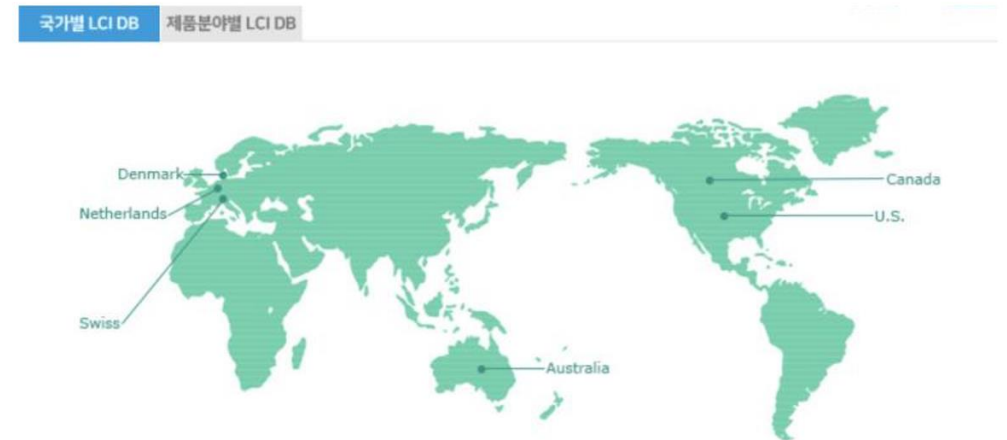 국가별 LCI DB
제품분야별 LCI DB
Denmark
Canada
Netherlands
U.S.
Swiss
Australia